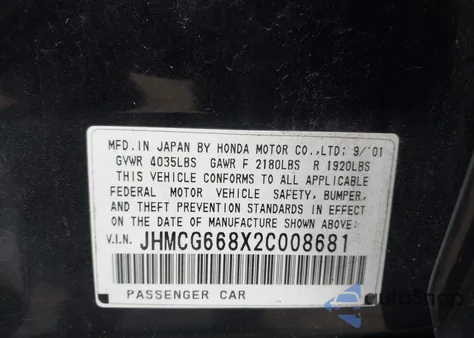 MFD.IN JAPAN BY HONDA MOTOR CO.,LTD; 9/'01
GVWR 4035LBS GAWR F 2180LBS R 1920LBS
THIS VEHICLE CONFORMS TO ALL APPLICABLE
FEDERAL MOTOR VEHICLE SAFETY, BUMPER,
AND THEFT PREVENTION STANDARDS IN EFFECT
ON THE DATE OF MANUFACTURE SHOWN ABOVE.
V.I.N. JHMCG668X2C008681
PASSENGER CAR
autoShop